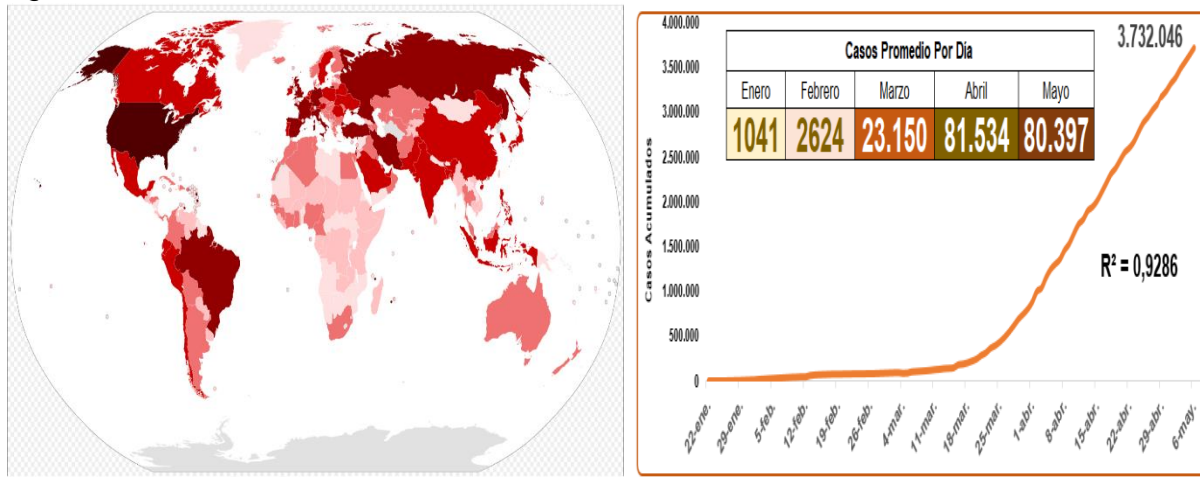 4.000.000
3.732.046
Casos Promedio Por Día
Enero Febrero Marzo Abril Mayo
1041 2624 23.150 81.534 80.397
3.500.000
3.000.000
2.500.000
2.000.000
1.500.000
1.000.000
500.000
0
Casos Acumulados
R² = 0,9286
22-ene. 29-ene. 5-feb. 12-feb. 19-feb. 26-feb. 4-mar. 11-mar. 18-mar. 25-mar. 1-abr. 8-abr. 15-abr. 22-abr. 29-abr. 6-may.